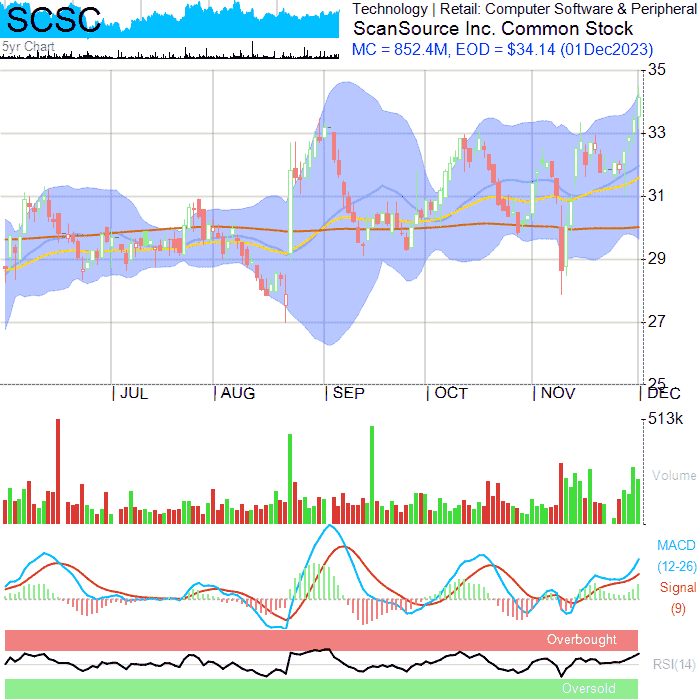 SCSC
5yr Chart
Technology | Retail: Computer Software & Peripheral
ScanSource Inc. Common Stock
MC = 852.4M, EOD = $34.14 (01Dec2023)
35
33
31
29
27
25
JUL AUG SEP OCT NOV DEC
513k
Volume
MACD
(12-26)
Signal
(9)
Overbought
RSI(14)
Oversold